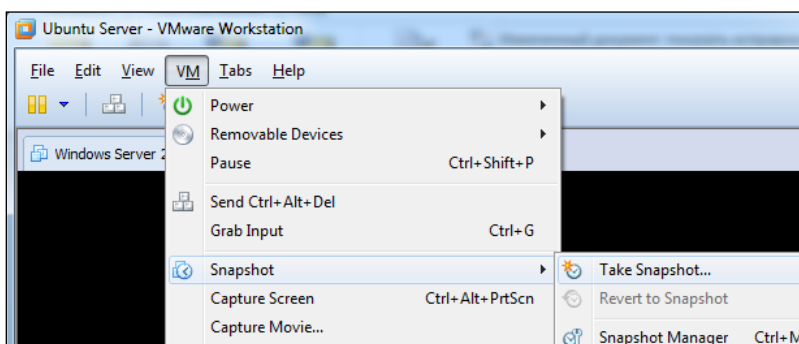 Ubuntu Server - VMware Workstation
File Edit View VM Tabs Help
Power
Removable Devices
Windows Server 2
Pause Ctrl+Shift+P
Send Ctrl+Alt+Del
Grab Input Ctrl+G
Snapshot Take Snapshot...
Capture Screen Ctrl+Alt+PrtScn Revert to Snapshot
Capture Movie...
Snapshot Manager Ctrl+M